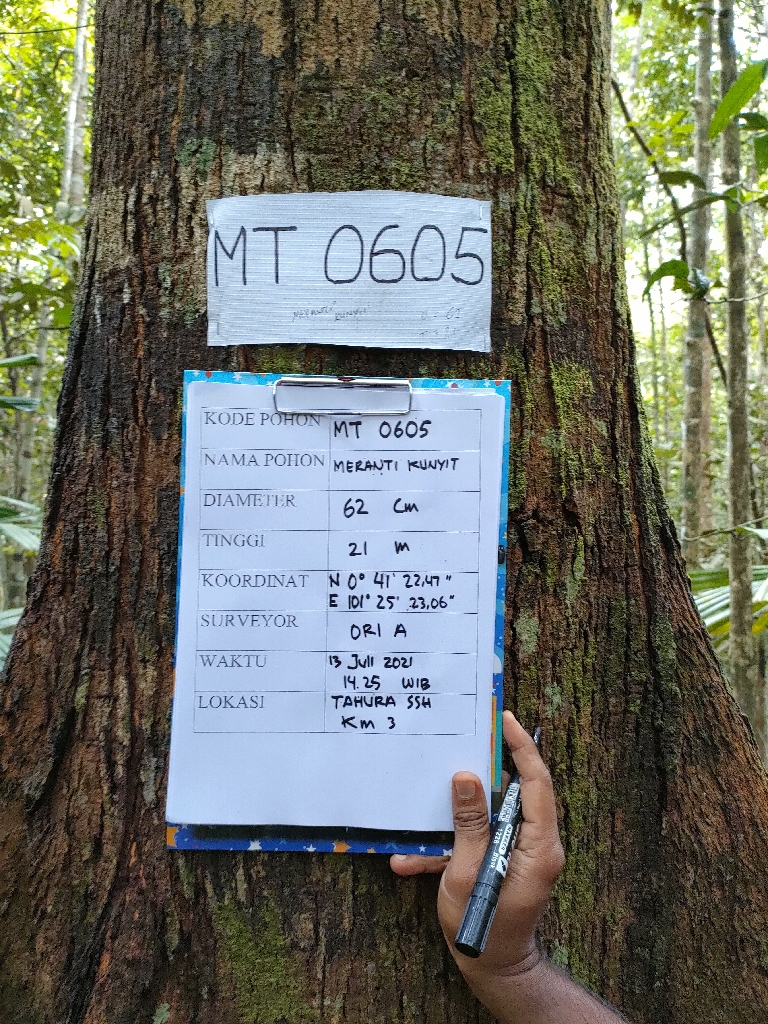 MT 0605
MERANTI KUNYIT
KODE POHON MT 0605
NAMA POHON MERANTI KUNYIT
DIAMETER 62 Cm
TINGGI 21 m
KOORDINAT N 0° 41' 22,47"
E 101° 25' 23,06"
SURVEYOR ORI A
WAKTU 13 Juli 2021
14.25 WIB
LOKASI TAHURA SSH
Km 3